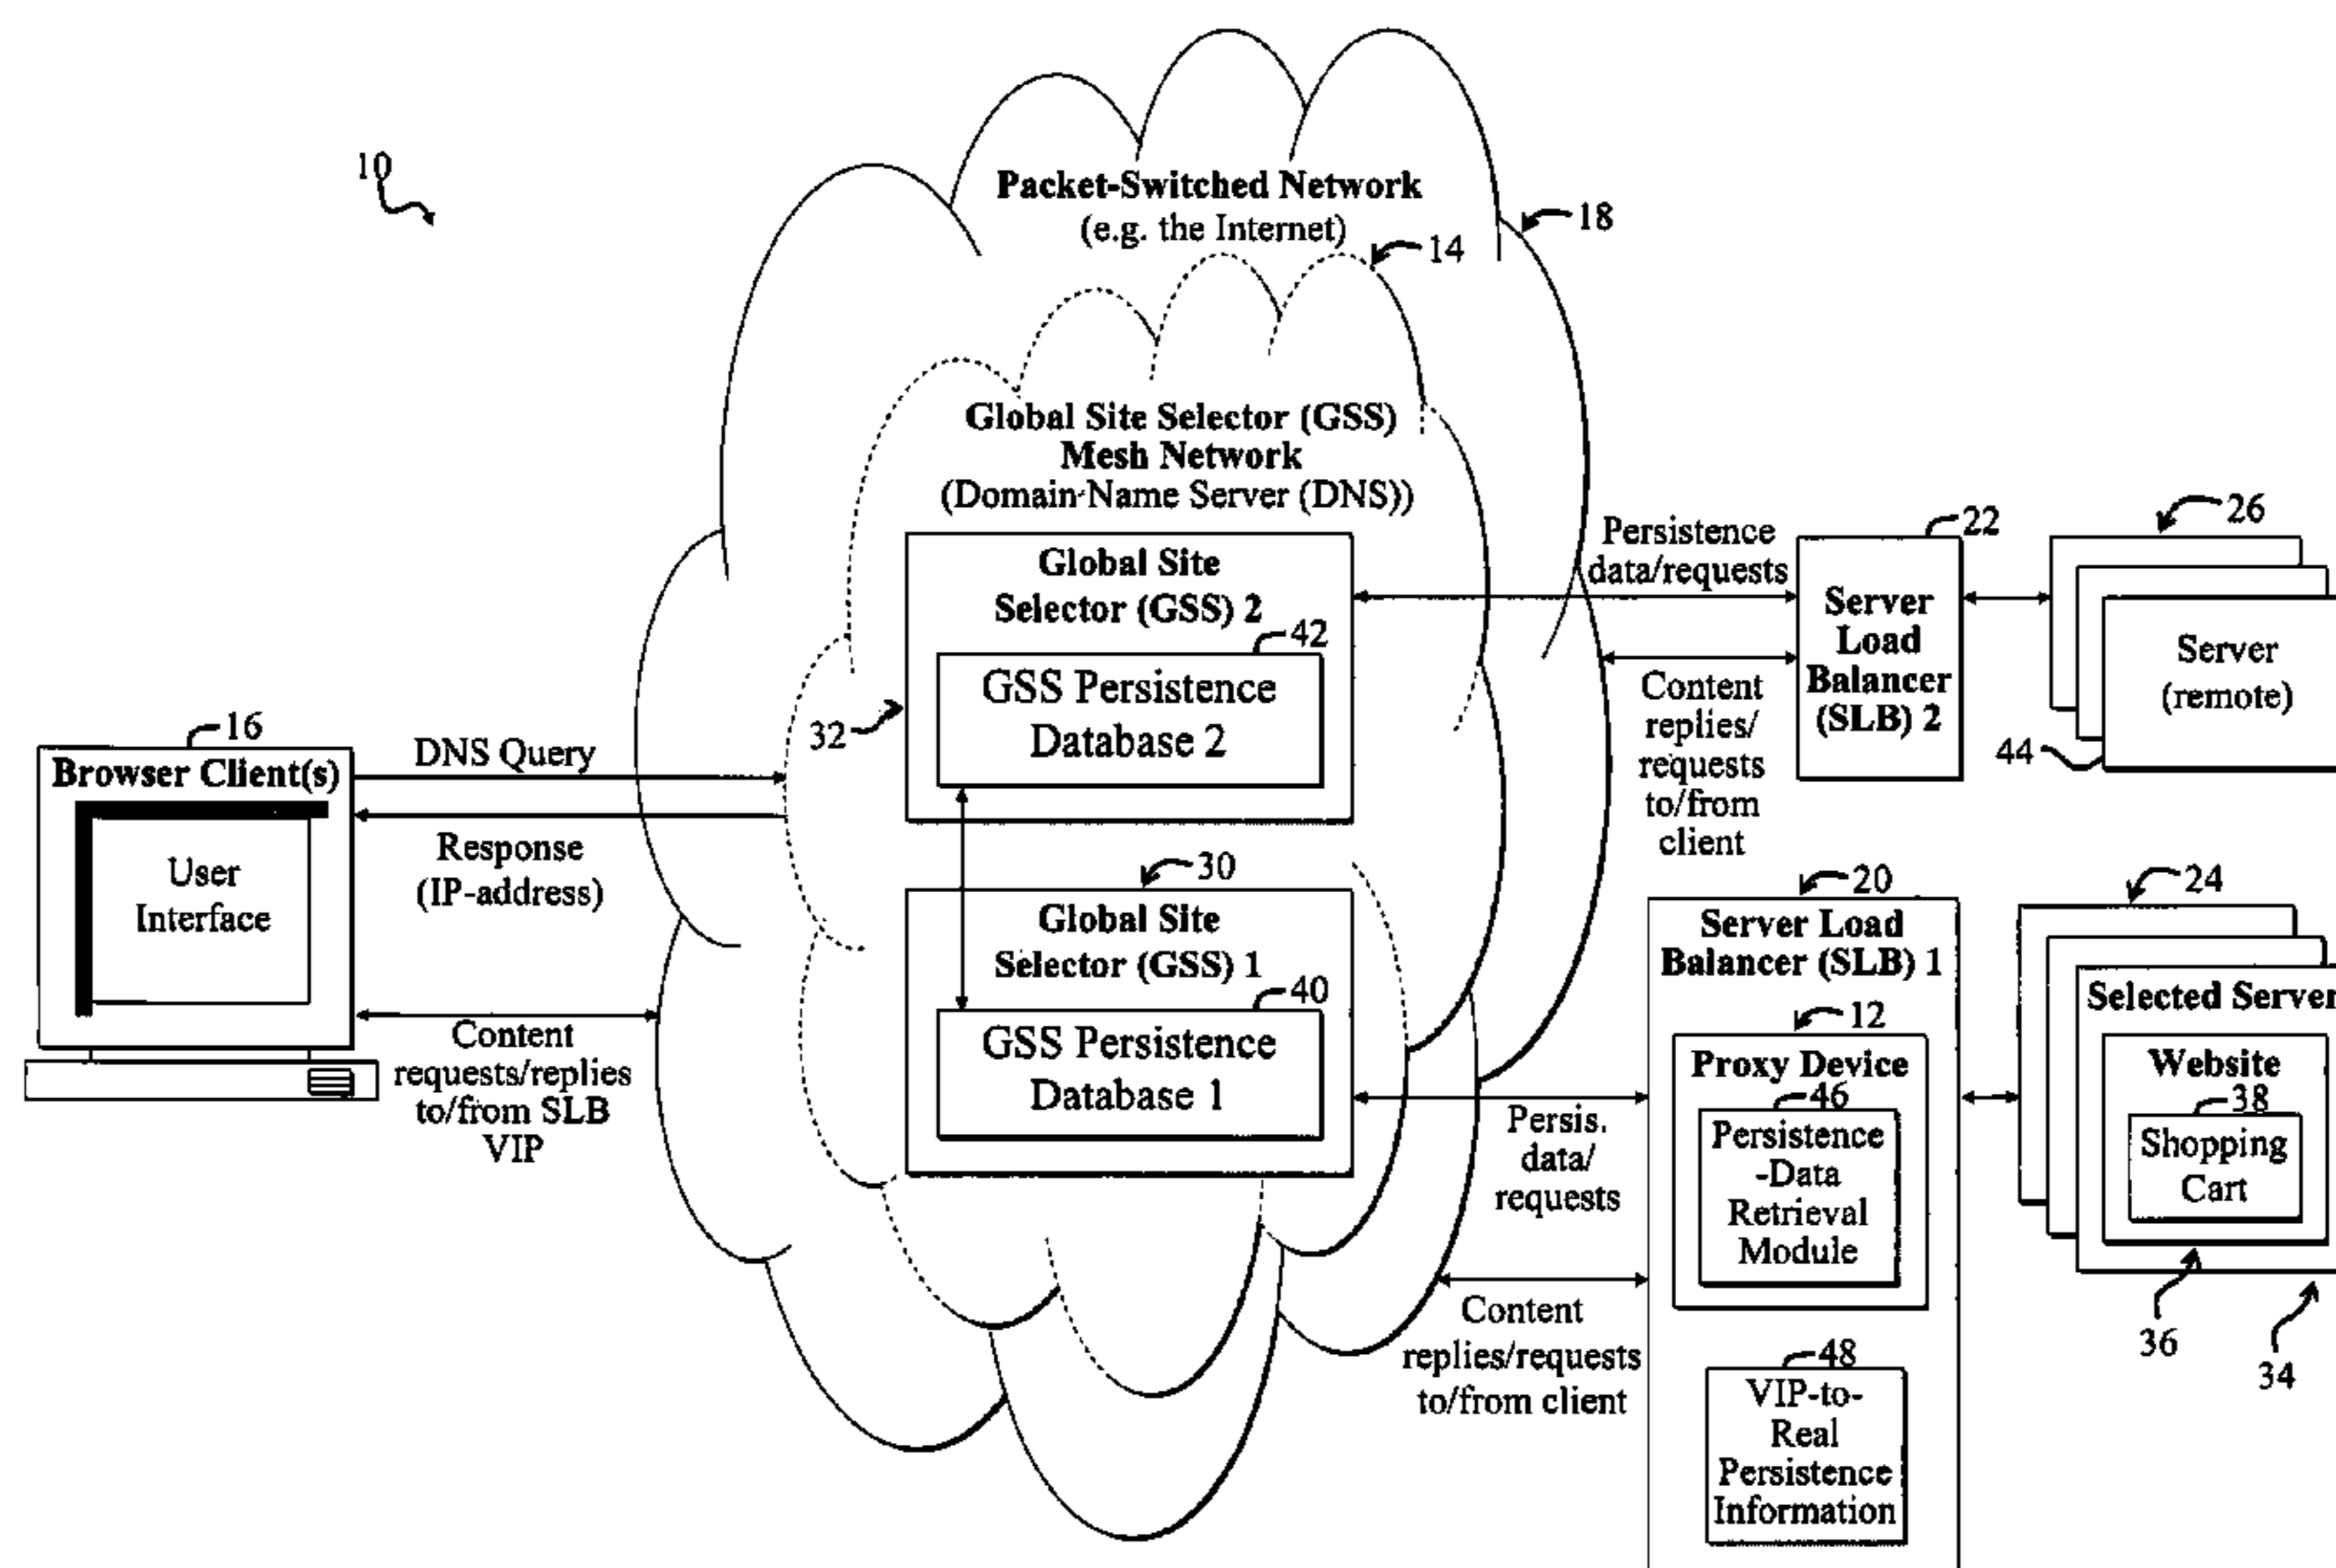 10
Packet-Switched Network
(e.g. the Internet)
18
14
Global Site Selector (GSS)
Mesh Network
(Domain-Name Server (DNS))
Global Site
Selector (GSS) 2
42
GSS Persistence
Database 2
32
30
Global Site
Selector (GSS) 1
40
GSS Persistence
Database 1
16
Browser Client(s)
User
Interface
DNS Query
Response
(IP-address)
Content
requests/replies
to/from SLB
VIP
Persistence
data/requests
Content
replies/
requests
to/from
client
22
Server
Load
Balancer
(SLB) 2
26
Server
(remote)
44
Persis.
data/
requests
Content
replies/requests
to/from client
20
Server Load
Balancer (SLB) 1
12
Proxy Device
46
Persistence
-Data
Retrieval
Module
48
VIP-to-
Real
Persistence
Information
24
Selected Server
Website
38
Shopping
Cart
36
34